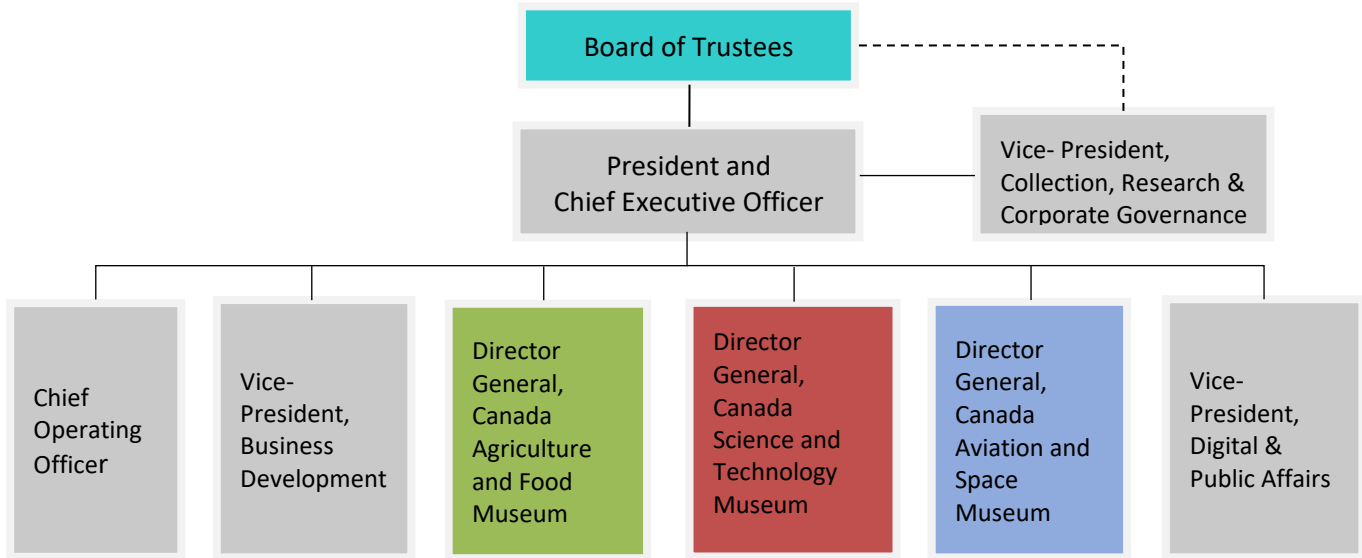 Board of Trustees
President and
Chief Executive Officer
Vice- President,
Collection, Research &
Corporate Governance
Chief
Operating
Officer
Vice-
President,
Business
Development
Director
General,
Canada
Agriculture
and Food
Museum
Director
General,
Canada
Science and
Technology
Museum
Director
General,
Canada
Aviation and
Space
Museum
Vice-
President,
Digital &
Public Affairs